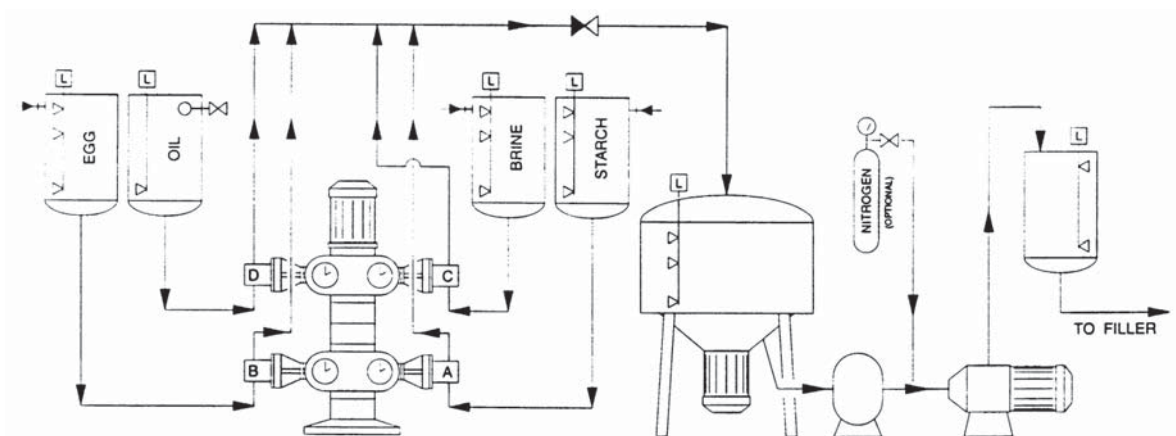 L
L
L
L
EGG
OIL
BRINE
STARCH
L
L
NITROGEN
(OPTIONAL)
D
C
B
A
TO FILLER